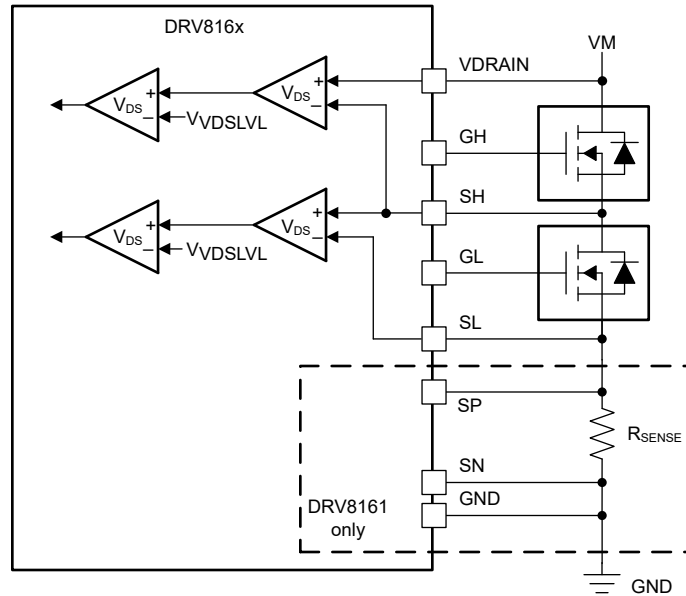 DRV816x
VM
VDRAIN
+
VDS
−
VVDSLVL
+
VDS
−
GH
SH
+
VDS
−
VVDSLVL
+
VDS
−
GL
SL
SP
RSENSE
SN
GND
DRV8161
only
GND